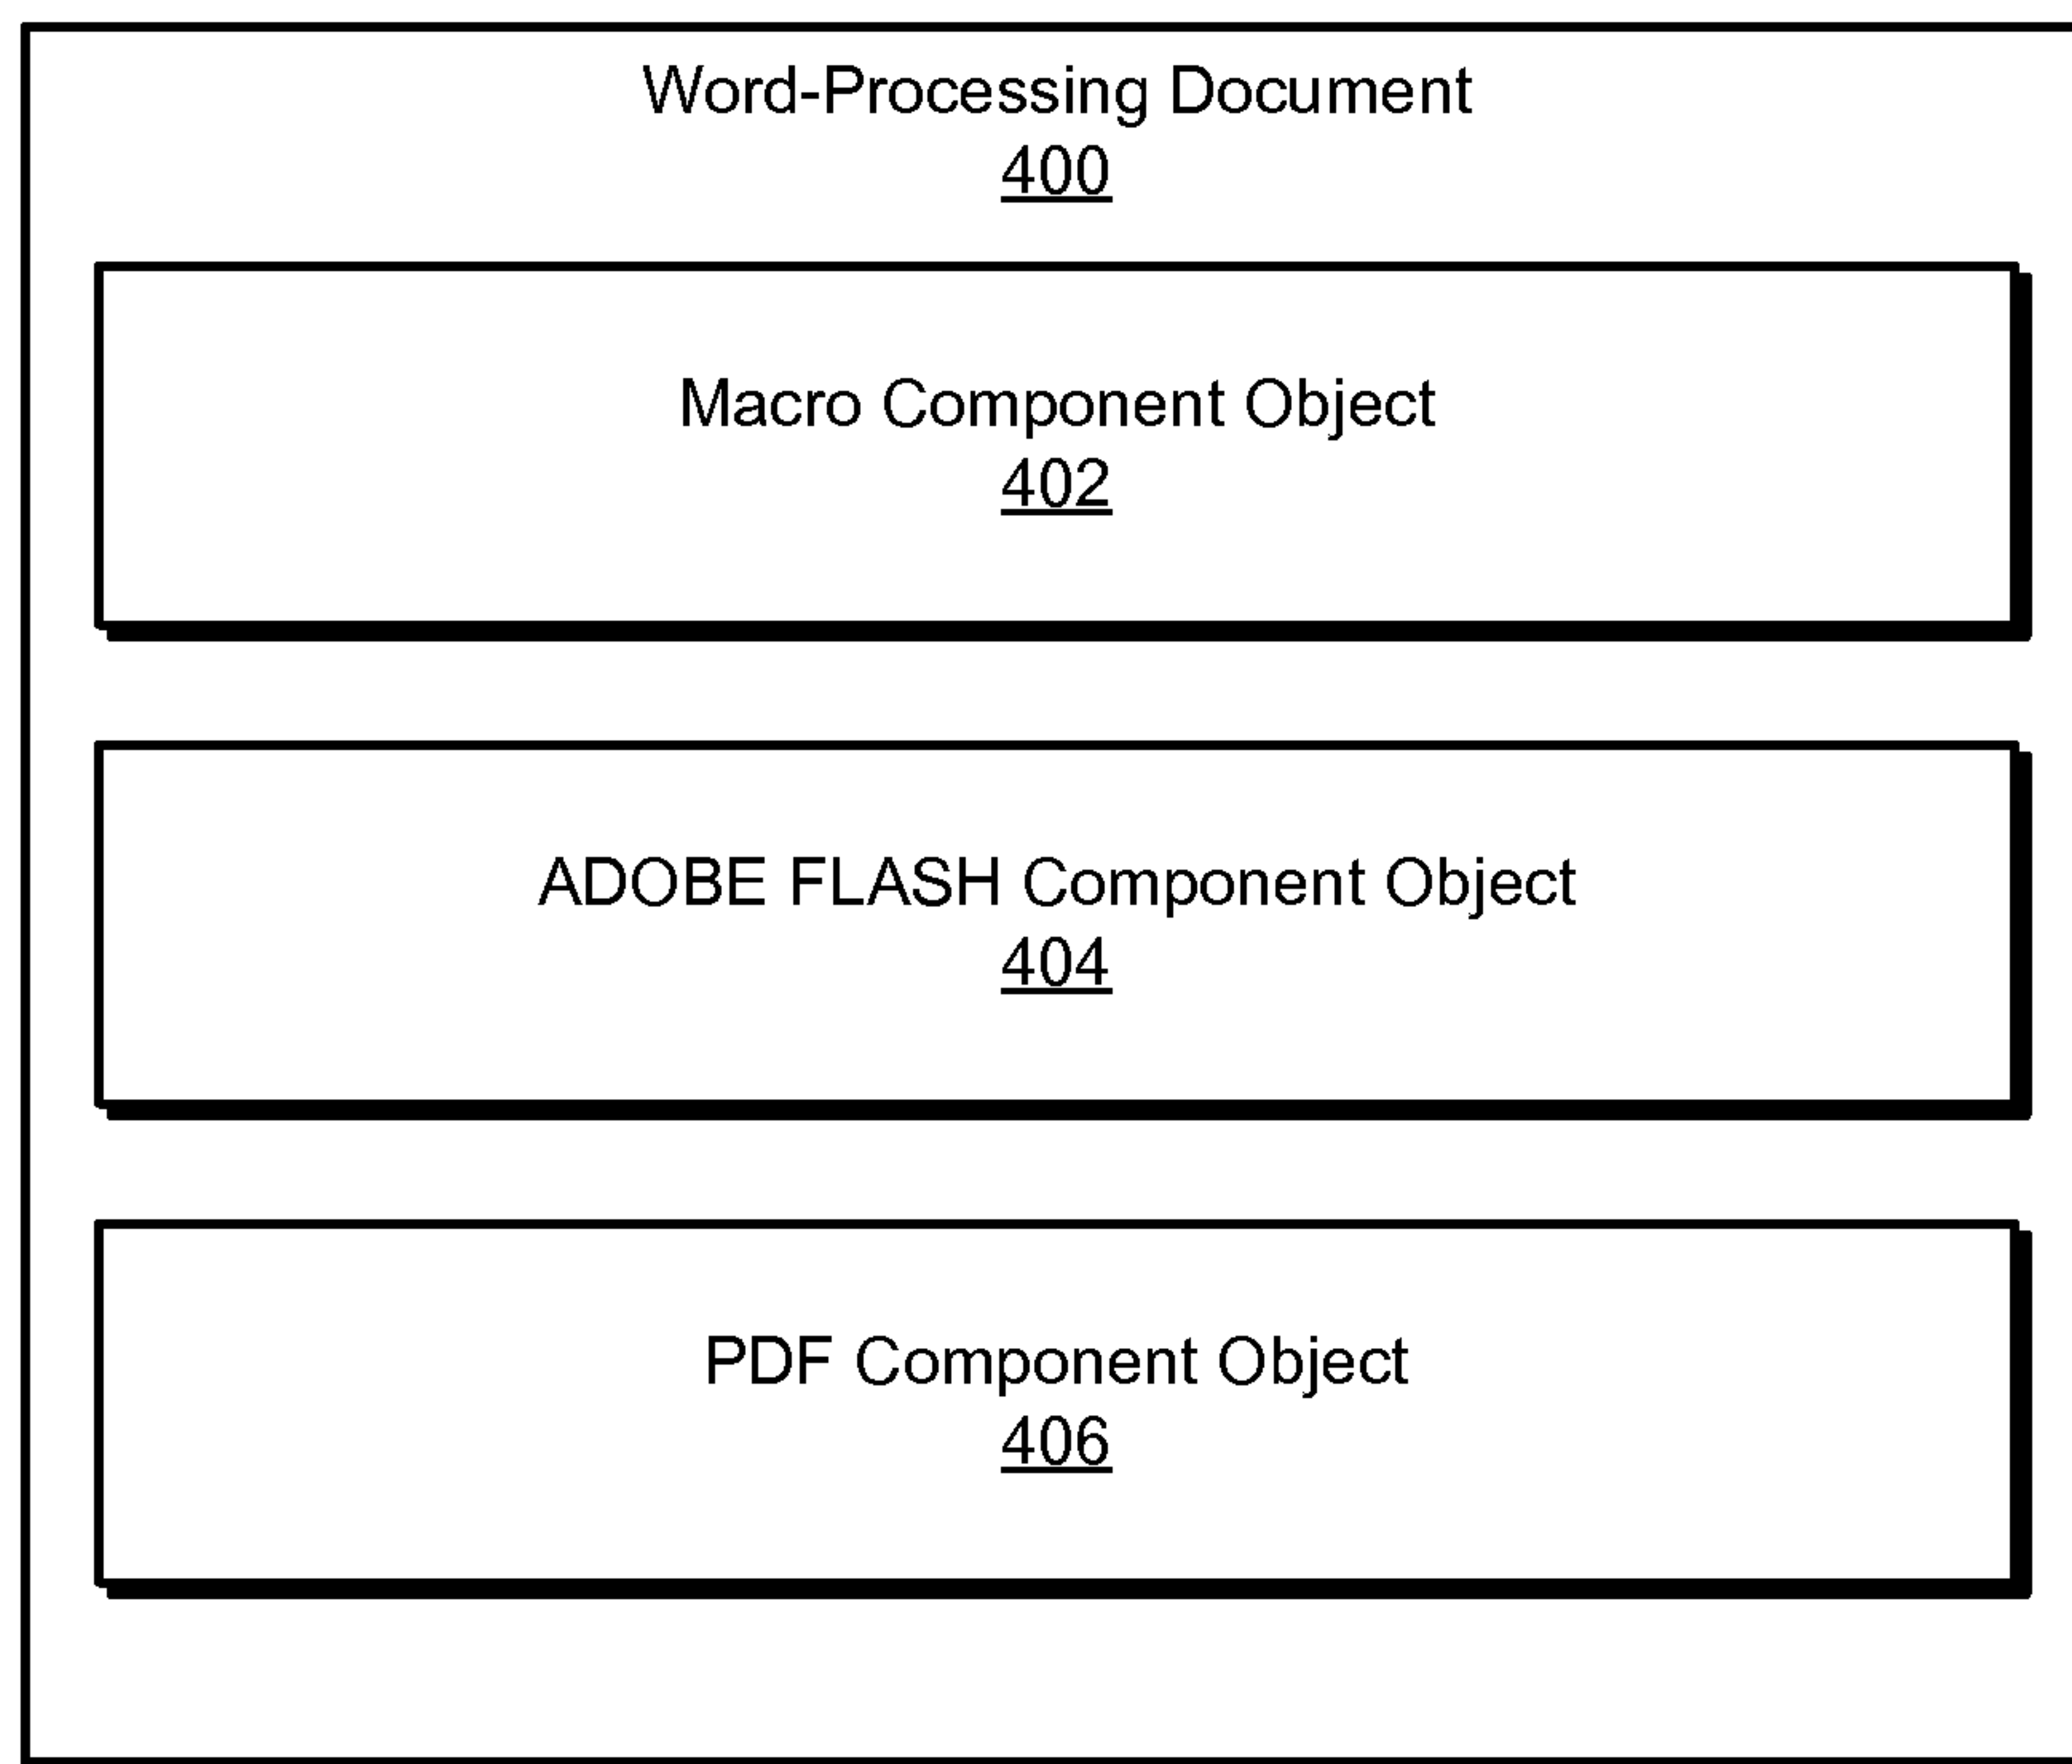 Word-Processing Document
400
Macro Component Object
402
ADOBE FLASH Component Object
404
PDF Component Object
406